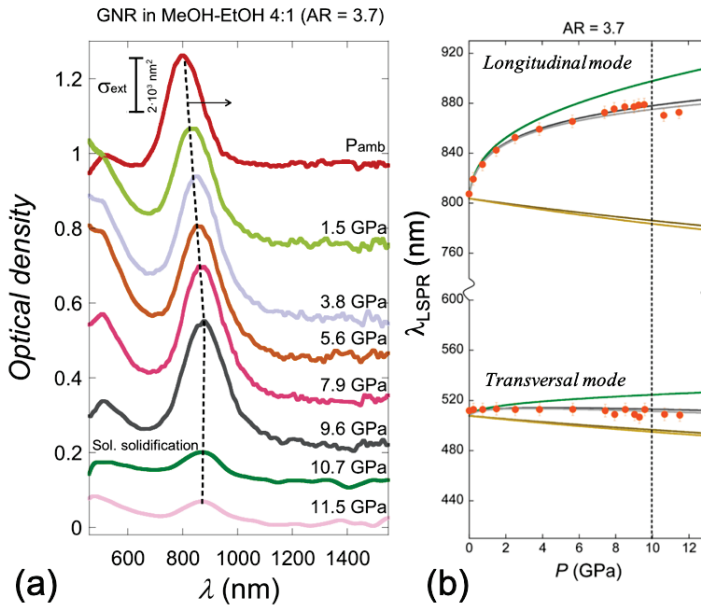 GNR in MeOH-EtOH 4:1 (AR = 3.7)
σext
2·10³ nm²
Pamb
1.5 GPa
3.8 GPa
5.6 GPa
7.9 GPa
9.6 GPa
Sol. solidification
10.7 GPa
11.5 GPa
Optical density
1.2
1
0.8
0.6
0.4
0.2
0
600
800
1000
1200
1400
λ (nm)
(a)
AR = 3.7
Longitudinal mode
Transversal mode
λLSPR
(nm)
920
880
840
800
760
600
560
520
480
440
0
2
4
6
8
10
12
P (GPa)
(b)